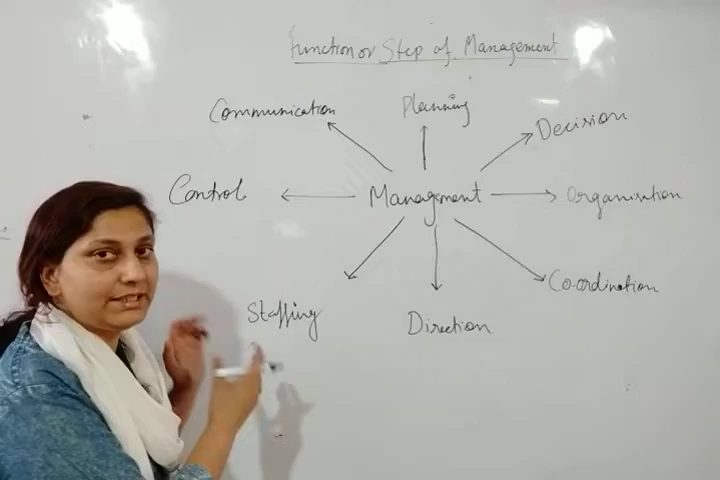 Function or Step of Management
Communication
Planning
Decision
Control
Management
Organisation
Staffing
Direction
Co-ordination